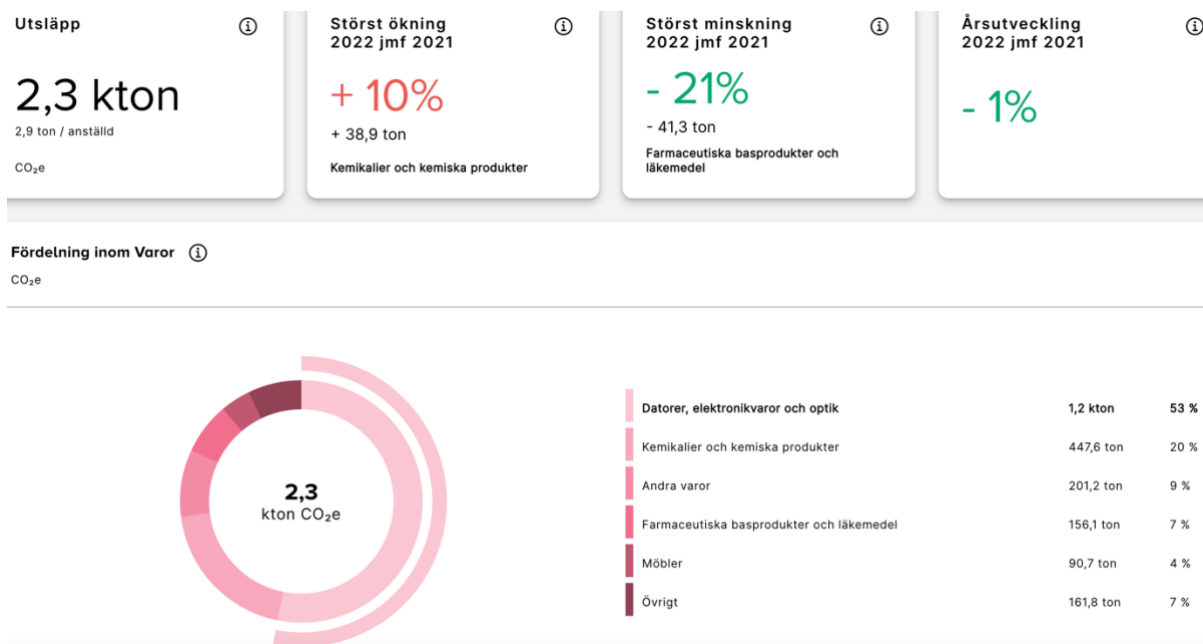 Utsläpp
2,3 kton
2,9 ton / anställd
CO₂e
Störst ökning
2022 jmf 2021
+ 10%
+ 38,9 ton
Kemikalier och kemiska produkter
Störst minskning
2022 jmf 2021
- 21%
- 41,3 ton
Farmaceutiska basprodukter och
läkemedel
Årsutveckling
2022 jmf 2021
- 1%
Fördelning inom Varor
CO₂e
2,3
kton CO₂e
Datorer, elektronikvaror och optik 1,2 kton 53 %
Kemikalier och kemiska produkter 447,6 ton 20 %
Andra varor 201,2 ton 9 %
Farmaceutiska basprodukter och läkemedel 156,1 ton 7 %
Möbler 90,7 ton 4 %
Övrigt 161,8 ton 7 %